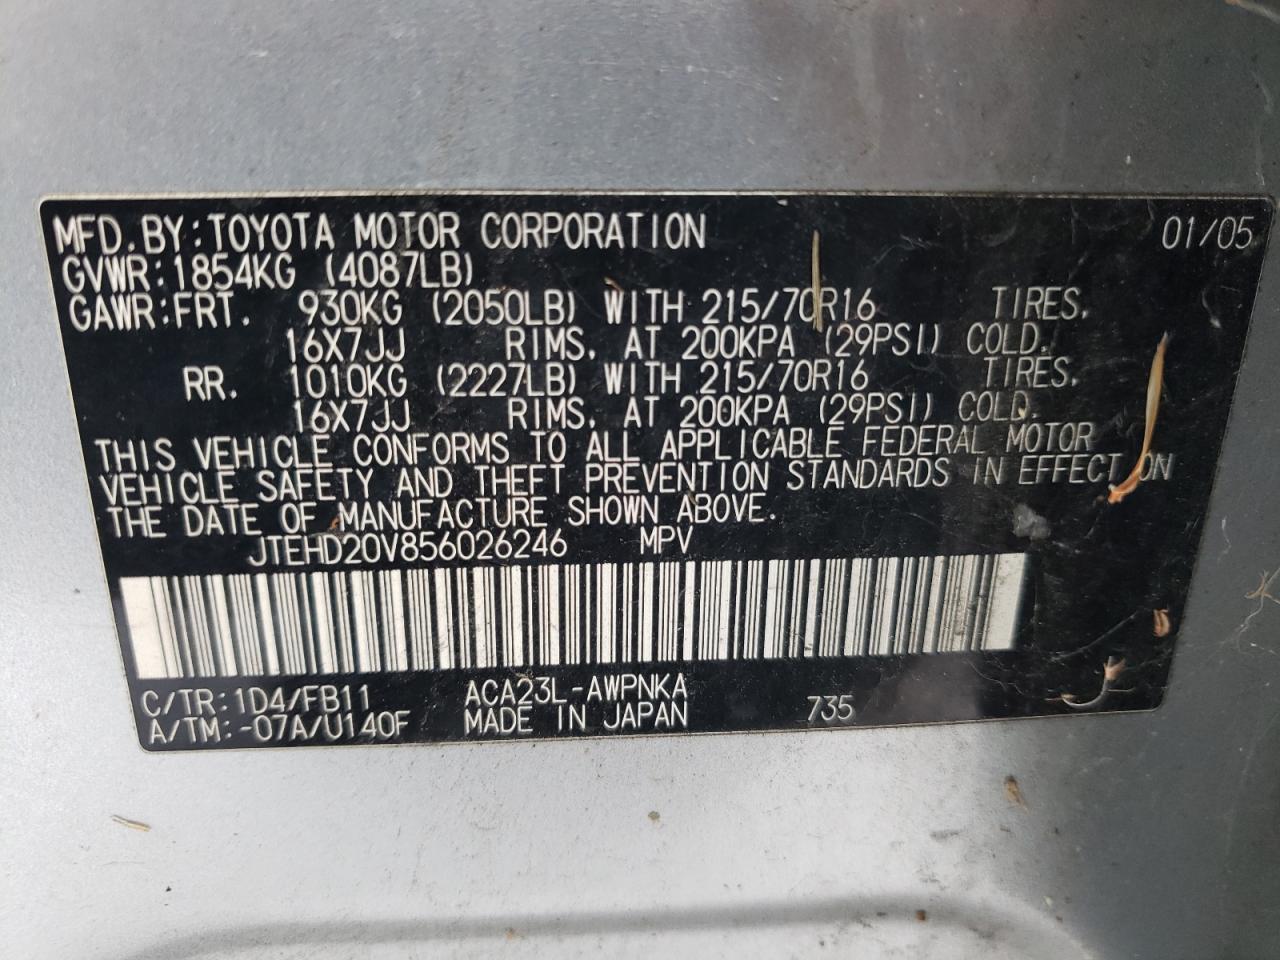 MFD.BY:TOYOTA MOTOR CORPORATION 01/05
GVWR:1854KG (4087LB)
GAWR:FRT. 930KG (2050LB) WITH 215/70R16 TIRES.
16X7JJ RIMS. AT 200KPA (29PSI) COLD.
RR. 1010KG (2227LB) WITH 215/70R16 TIRES.
16X7JJ RIMS. AT 200KPA (29PSI) COLD.
THIS VEHICLE CONFORMS TO ALL APPLICABLE FEDERAL MOTOR
VEHICLE SAFETY AND THEFT PREVENTION STANDARDS IN EFFECT ON
THE DATE OF MANUFACTURE SHOWN ABOVE.
JTEHD20V856026246 MPV
C/TR:1D4/FB11 ACA23L-AWPNKA
A/TM:-07A/U140F MADE IN JAPAN 735